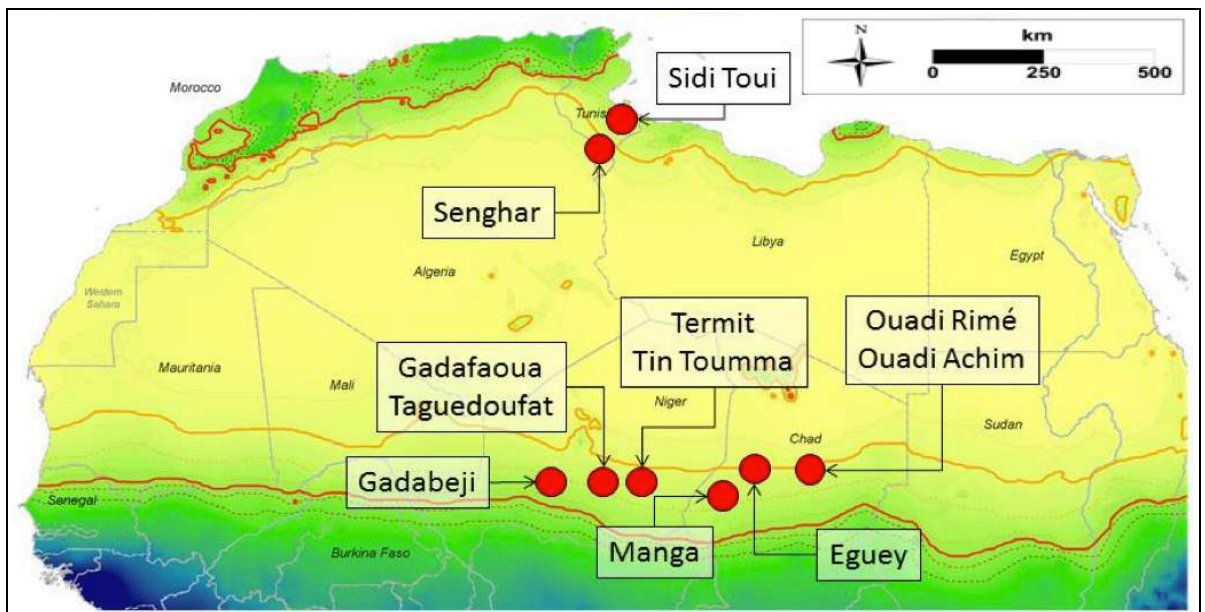 N
km
0 250 500
Sidi Toui
Morocco
Tunis
Senghar
Libya
Algeria
Egypt
Western
Sahara
Termit
Tin Toumma
Ouadi Rimé
Ouadi Achim
Gadafaoua
Taguedoufat
Mauritania
Mali
Niger
Chad
Sudan
Gadabeji
Senegal
Burkina Faso
Manga
Eguey